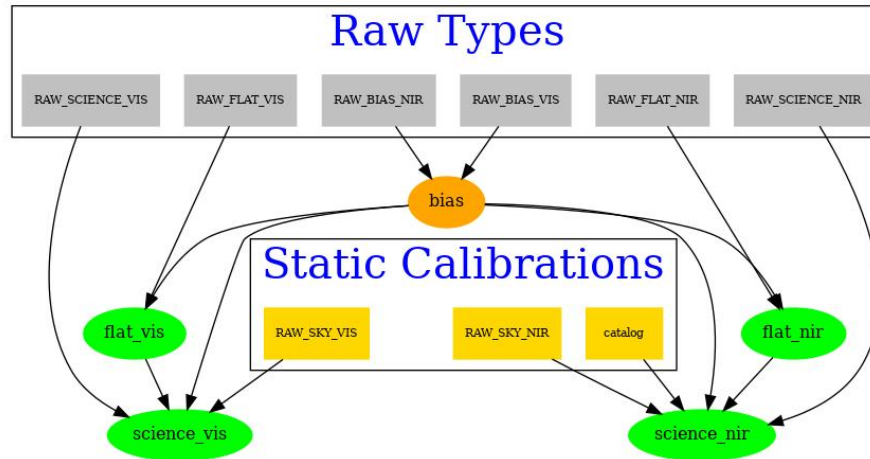 Raw Types
RAW_SCIENCE_VIS
RAW_FLAT_VIS
RAW_BIAS_NIR
RAW_BIAS_VIS
RAW_FLAT_NIR
RAW_SCIENCE_NIR
bias
Static Calibrations
flat_vis
RAW_SKY_VIS
RAW_SKY_NIR
catalog
flat_nir
science_vis
science_nir